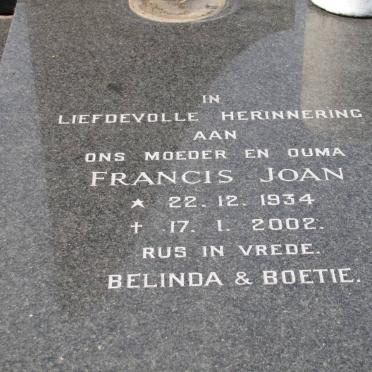 IN
LIEFDEVOLLE HERINNERING
AAN
ONS MOEDER EN OUMA
FRANCIS JOAN
★ 22. 12. 1934
† 17. 1. 2002.
RUS IN VREDE.
BELINDA & BOETIE.